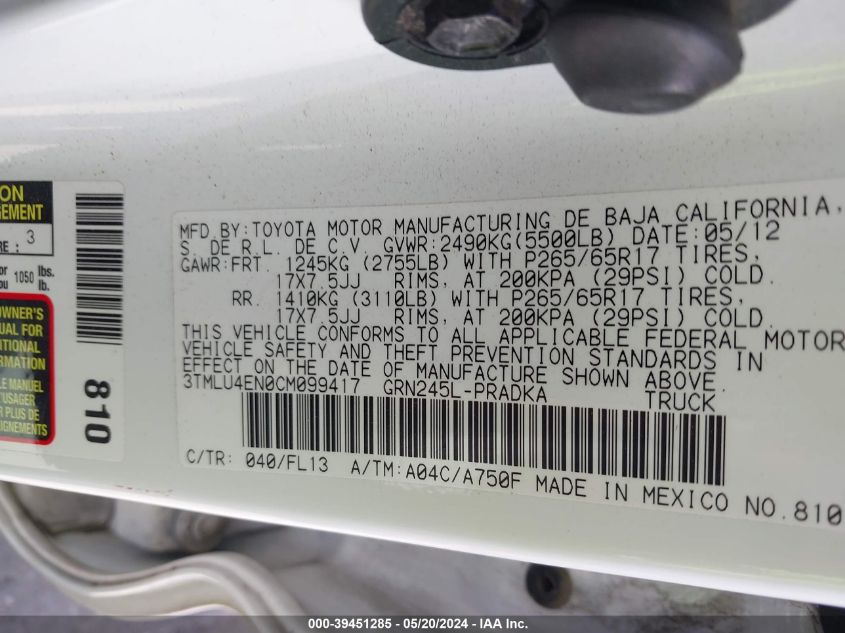 ON
GEMENT
RE : 3
or
ou 1050 lbs.
lb.
OWNER'S
UAL FOR
ITIONAL
RMATION
LE MANUEL
'USAGER
R PLUS DE
IGNEMENTS
810
MFD BY: TOYOTA MOTOR MANUFACTURING DE BAJA CALIFORNIA,
S. DE R.L. DE C.V. GVWR: 2490KG(5500LB) DATE: 05/12
GAWR: FRT. 1245KG (2755LB) WITH P265/65R17 TIRES,
17X7.5JJ RIMS, AT 200KPA (29PSI) COLD.
RR. 1410KG (3110LB) WITH P265/65R17 TIRES,
17X7.5JJ RIMS, AT 200KPA (29PSI) COLD.
THIS VEHICLE CONFORMS TO ALL APPLICABLE FEDERAL MOTOR
VEHICLE SAFETY AND THEFT PREVENTION STANDARDS IN
EFFECT ON THE DATE OF MANUFACTURE SHOWN ABOVE.
3TMLU4EN0CM099417 GRN245L-PRADKA TRUCK
C/TR: 040/FL13 A/TM: A04C/A750F MADE IN MEXICO NO.810
000-39451285 - 05/20/2024 - IAA Inc.